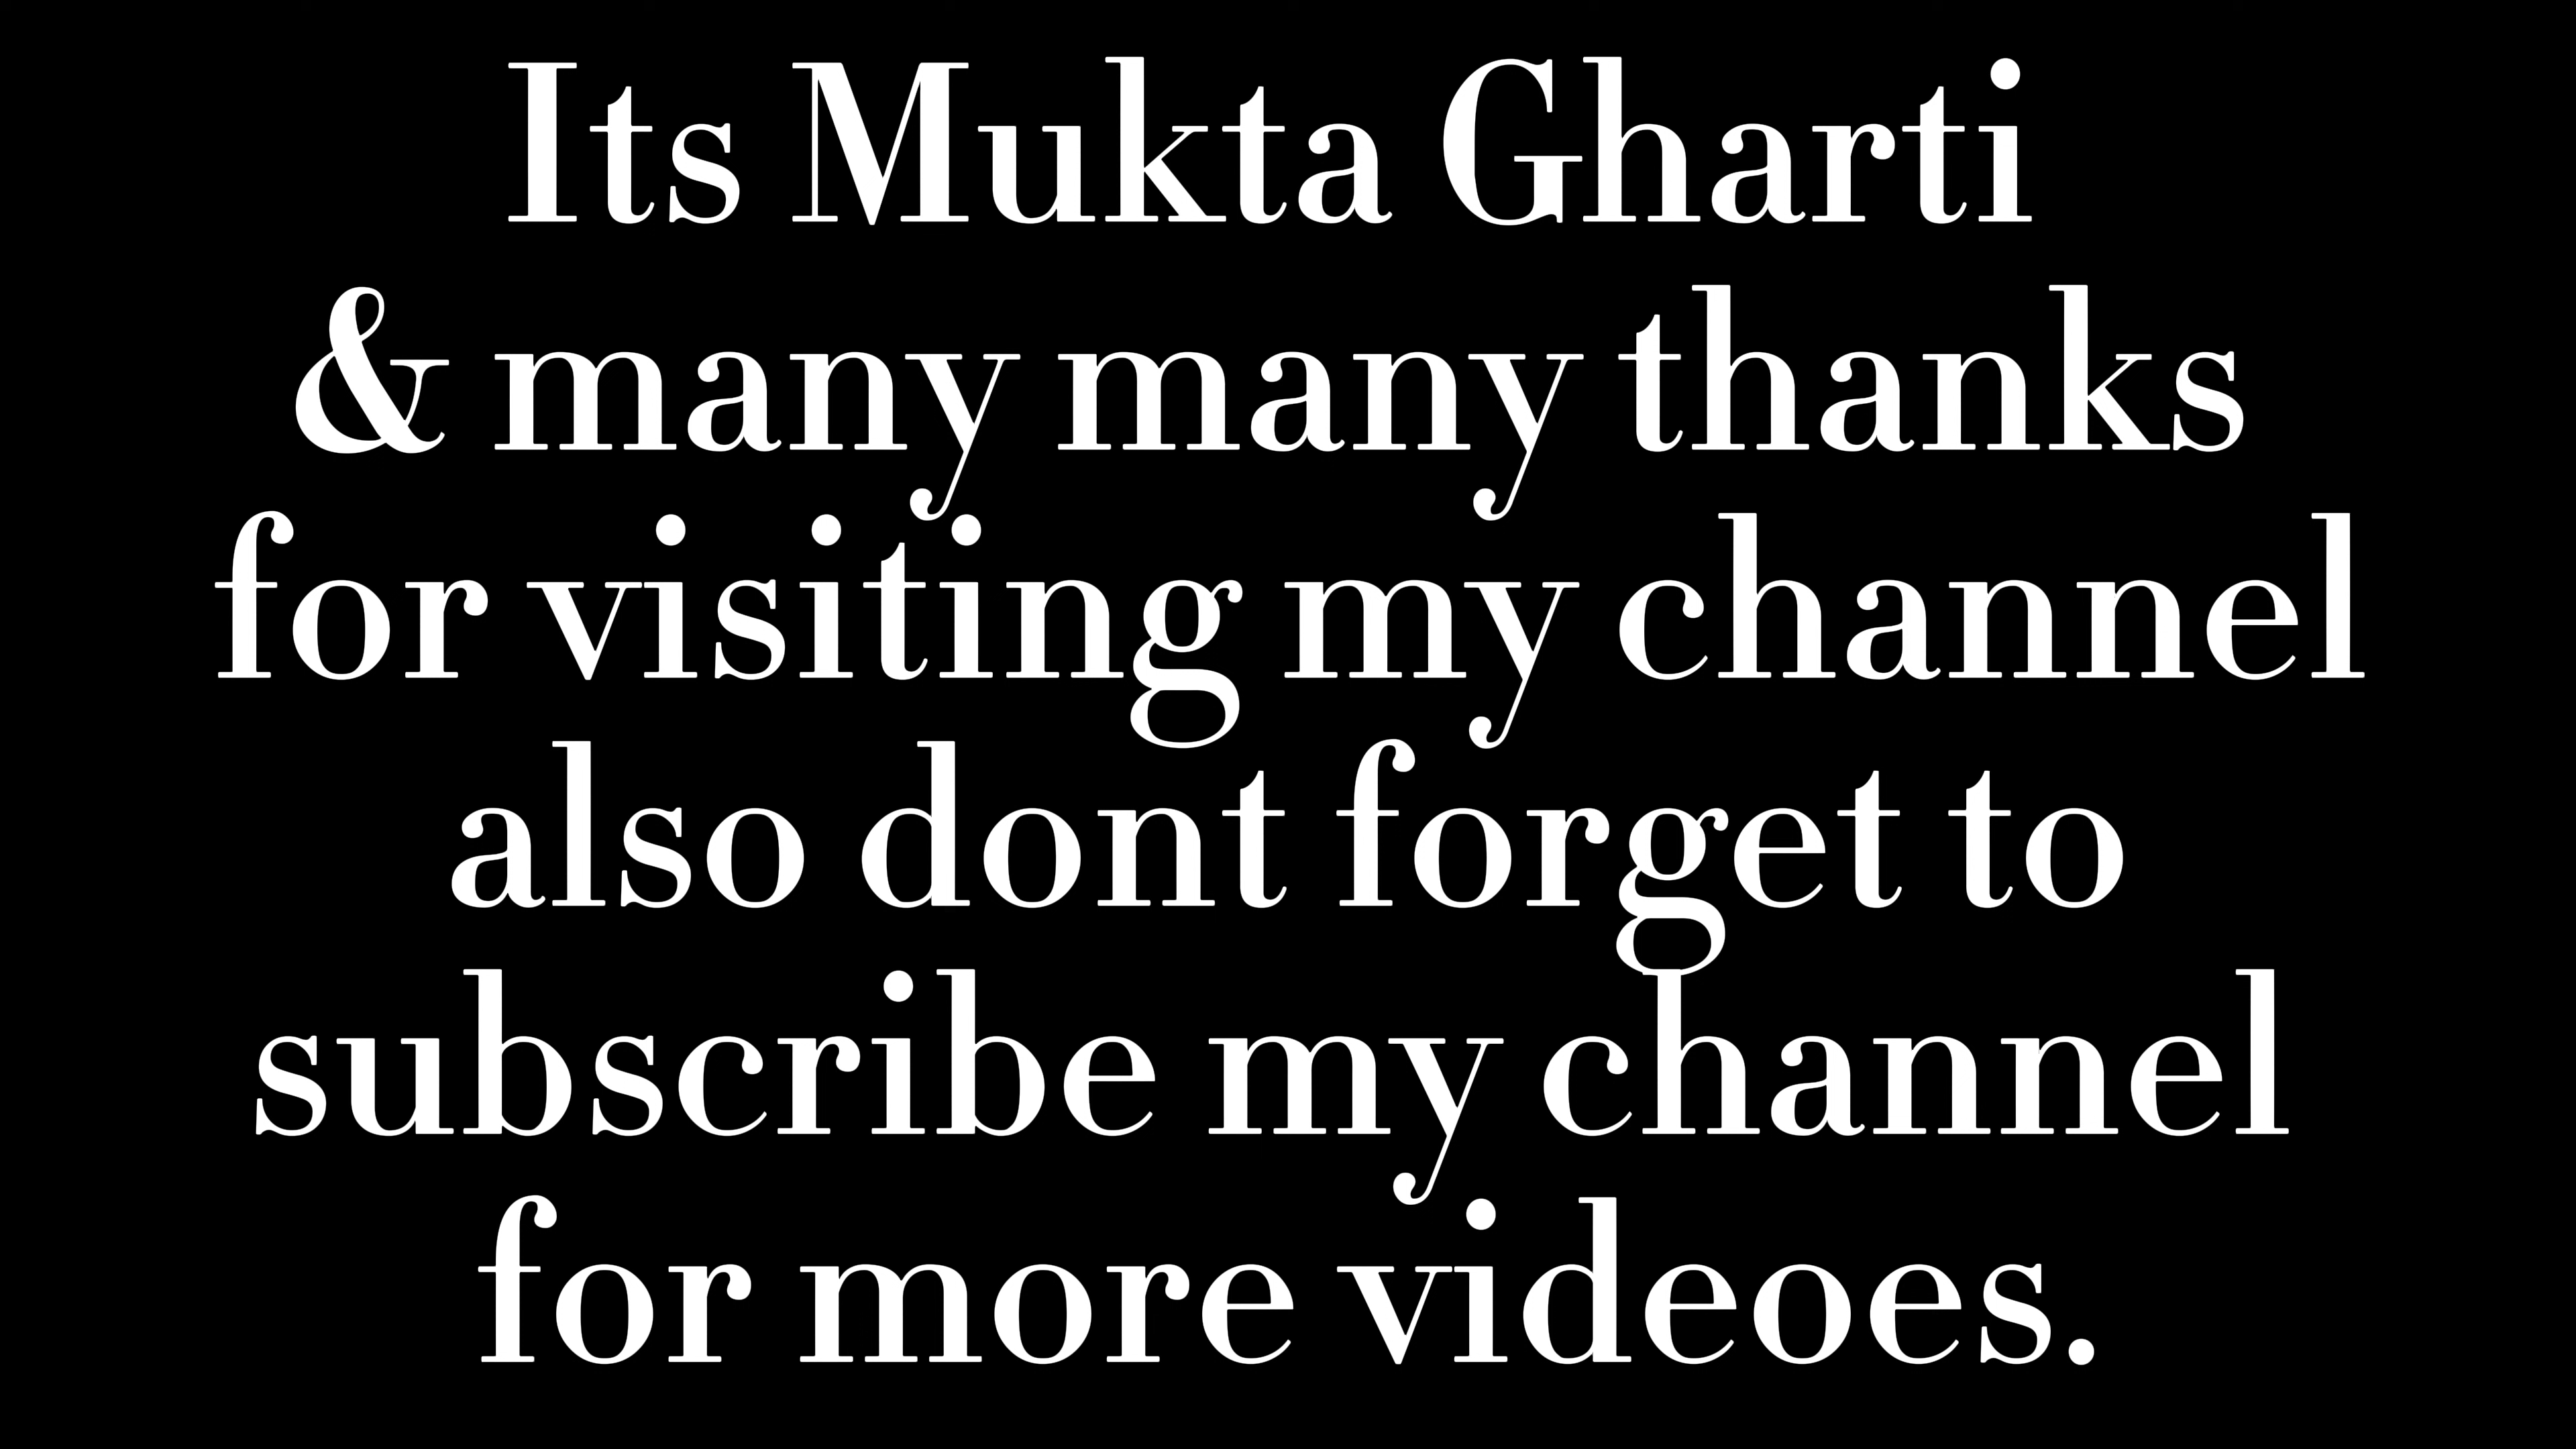 Its Mukta Gharti
& many many thanks
for visiting my channel
also dont forget to
subscribe my channel
for more videoes.